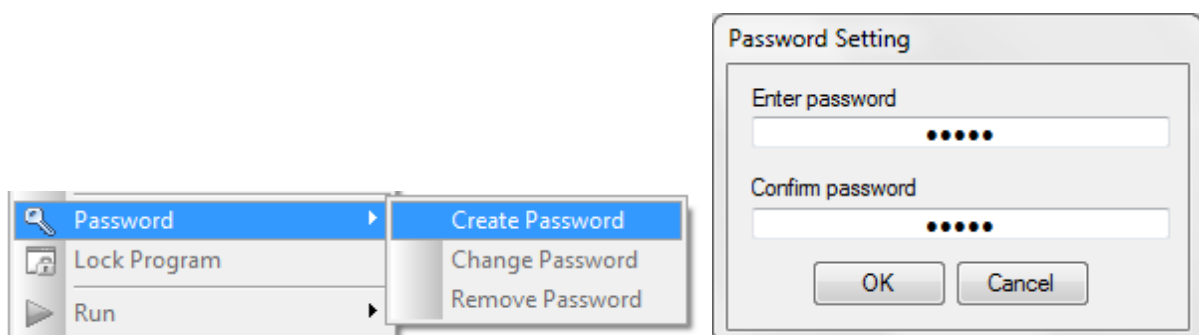 Password
Create Password
Lock Program
Change Password
Remove Password
Run
Password Setting
Enter password
•••••
Confirm password
•••••
OK
Cancel